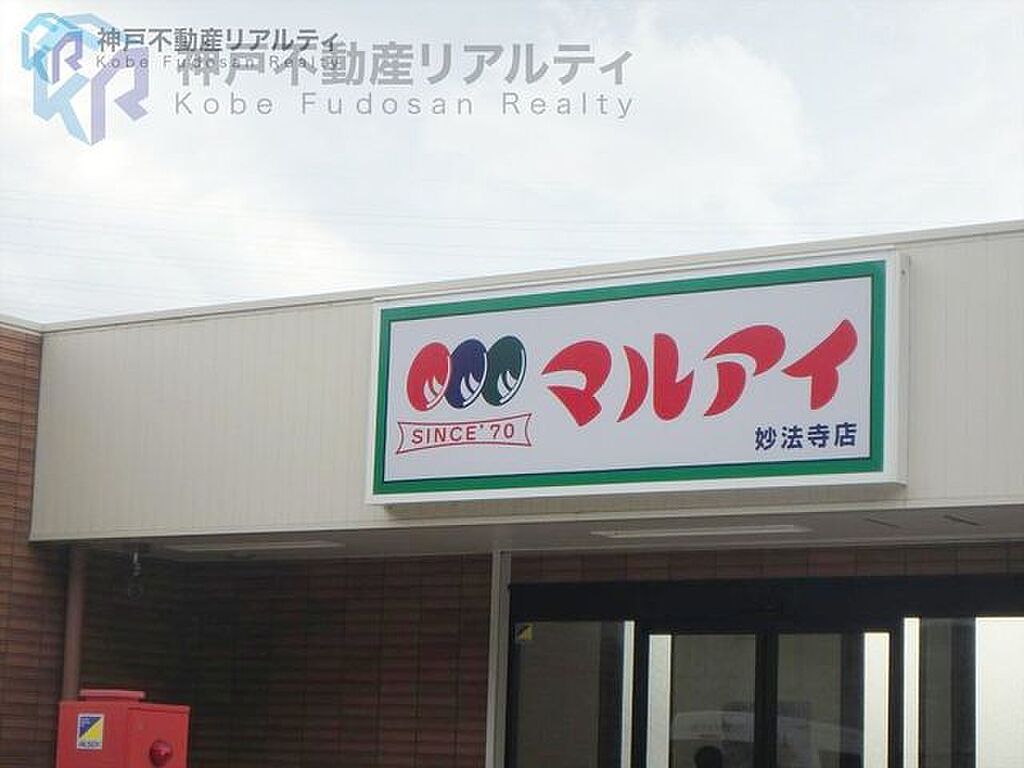 神戸不動産リアルティ
Kobe Fudosan Realty
神戸不動産リアルティ
Kobe Fudosan Realty
マルアイ
SINCE'70
妙法寺店